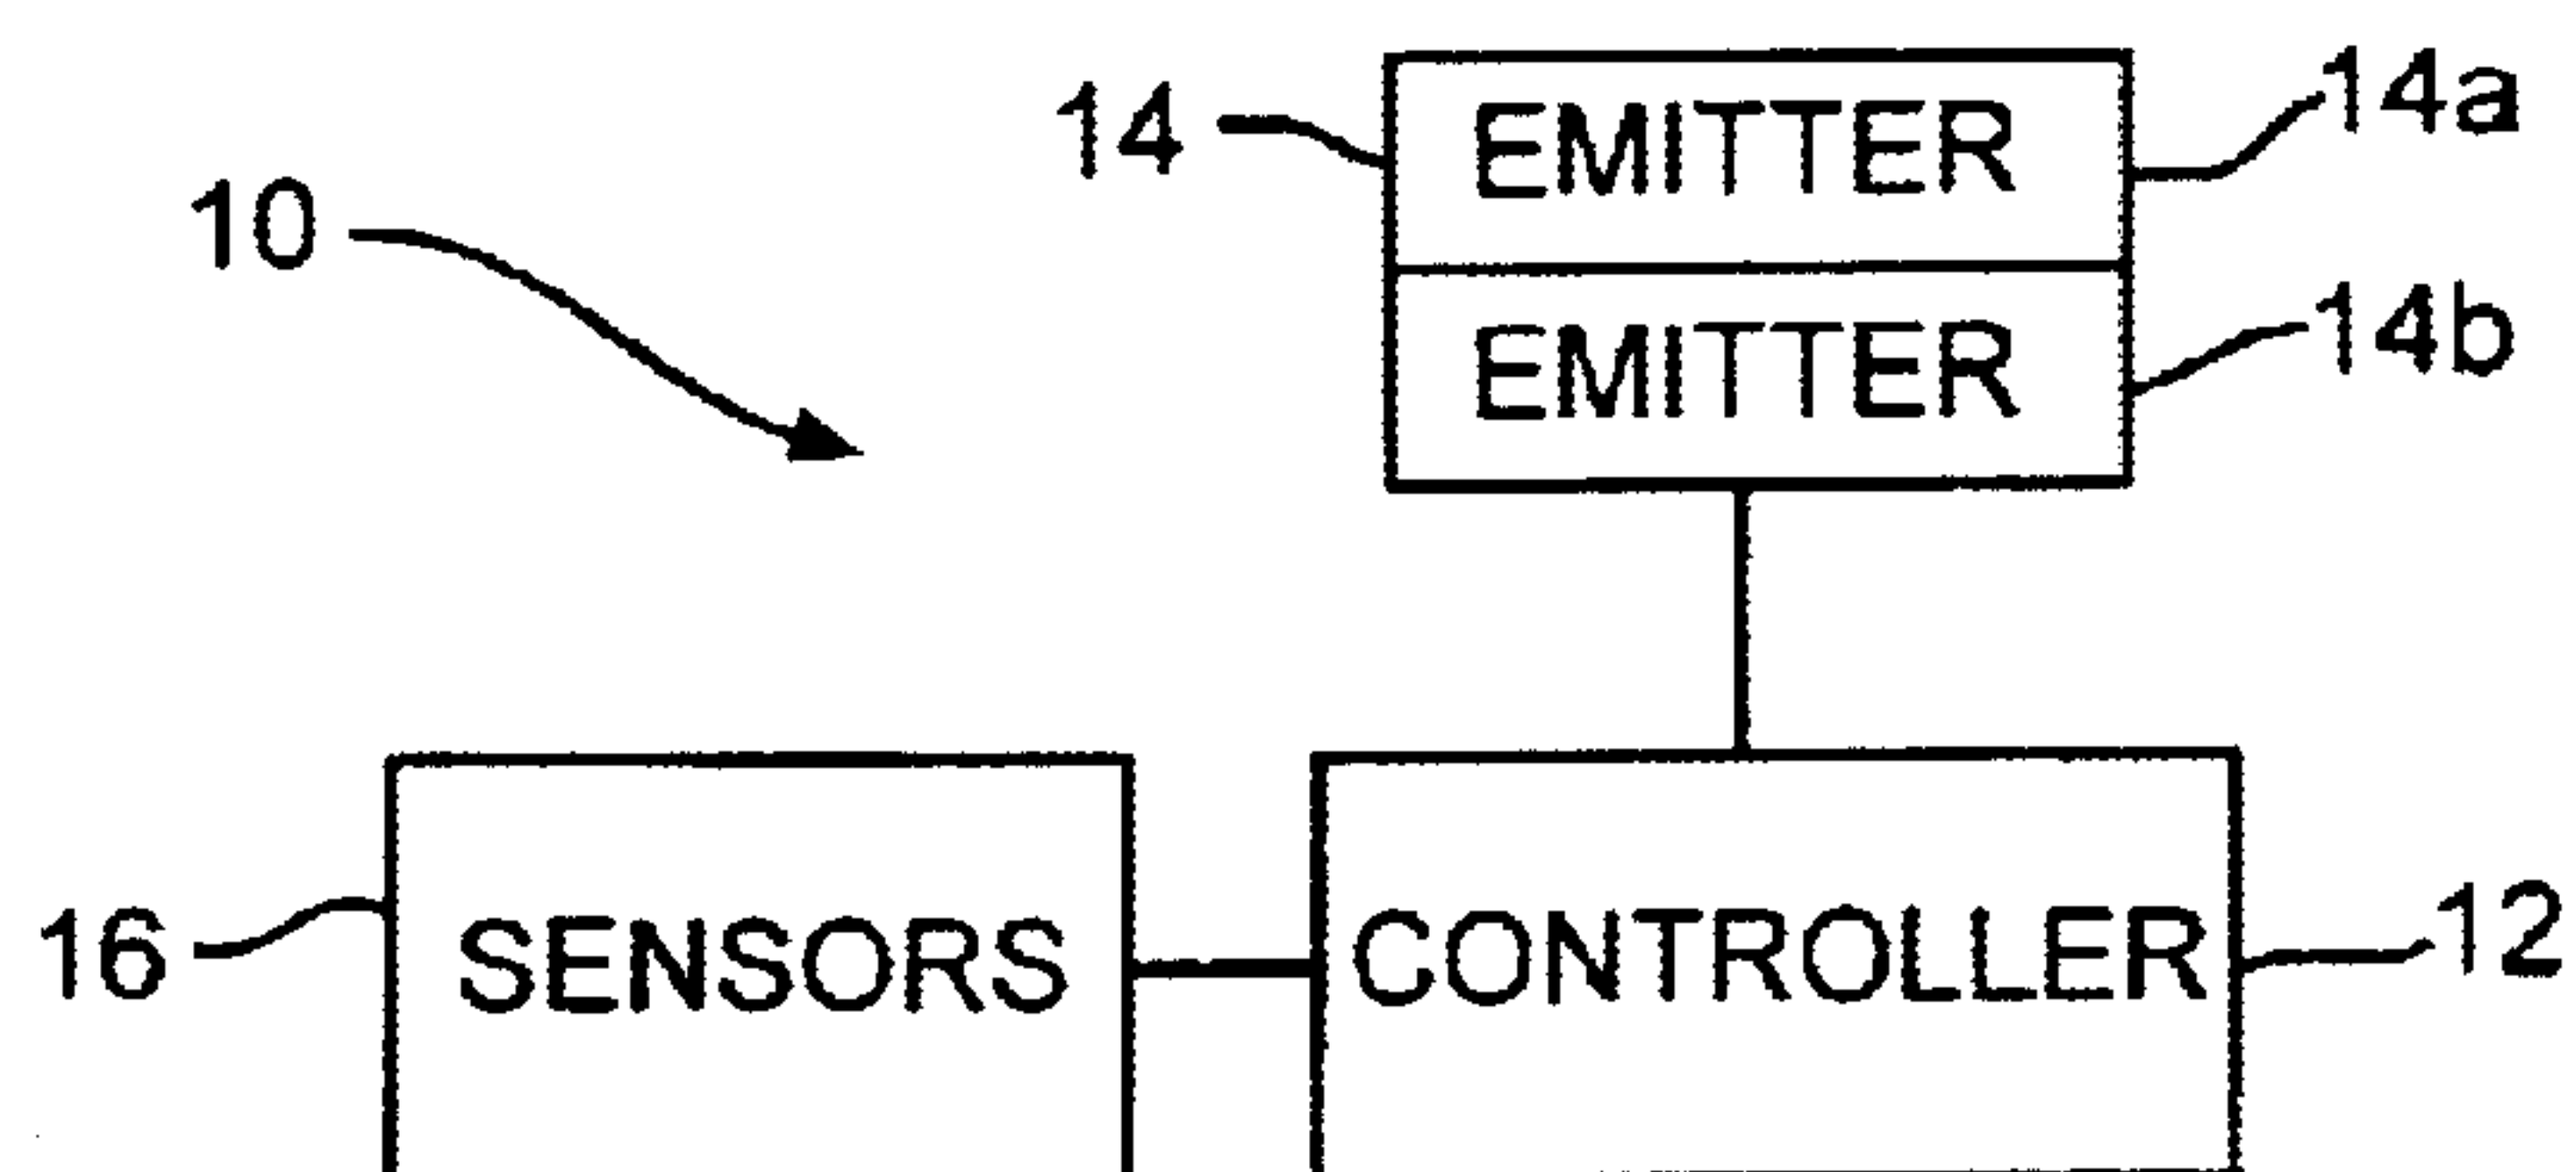 14 EMITTER 14a
10
EMITTER 14b
16 SENSORS CONTROLLER 12